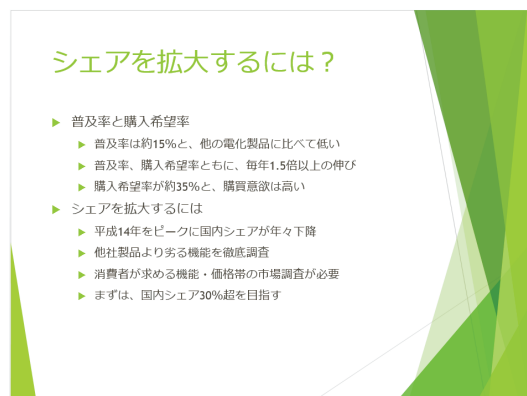 シェアを拡大するには？
普及率と購入希望率
普及率は約15%と、他の電化製品に比べて低い
普及率、購入希望率ともに、毎年1.5倍以上の伸び
購入希望率が約35%と、購買意欲は高い
シェアを拡大するには
平成14年をピークに国内シェアが年々下降
他社製品より劣る機能を徹底調査
消費者が求める機能・価格帯の市場調査が必要
まずは、国内シェア30%超を目指す